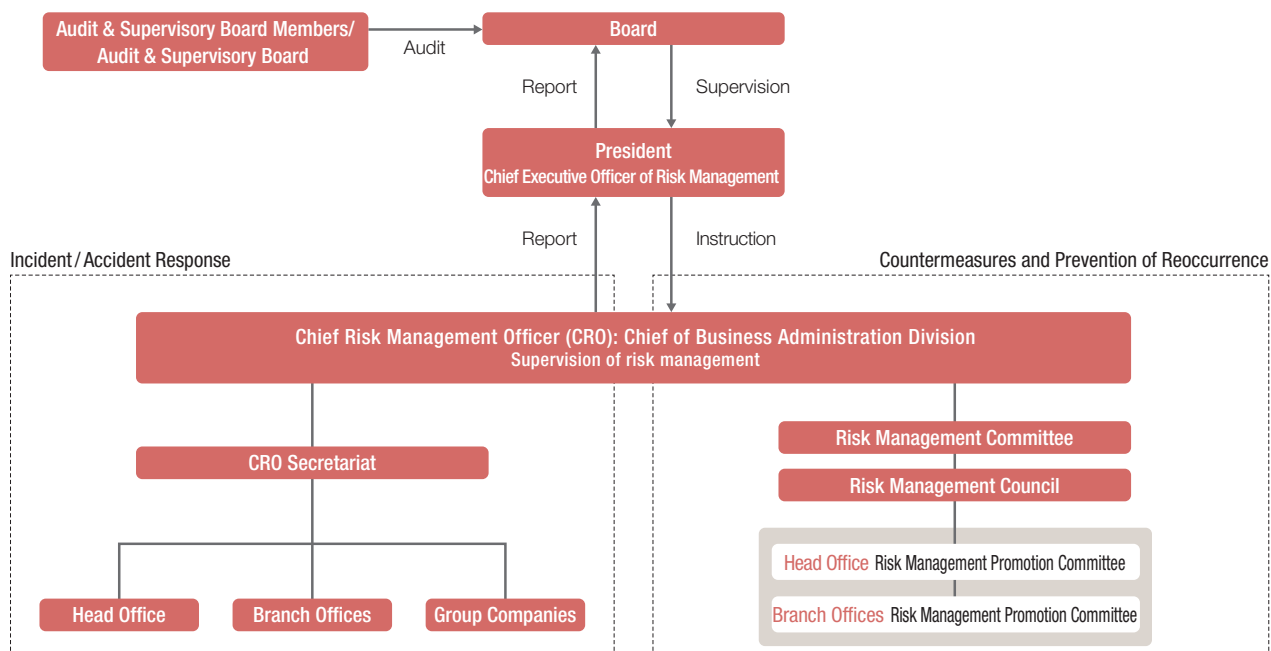 Audit & Supervisory Board Members/
Audit & Supervisory Board
Audit
Board
Report
Supervision
President
Chief Executive Officer of Risk Management
Report
Instruction
Incident / Accident Response
Countermeasures and Prevention of Reoccurrence
Chief Risk Management Officer (CRO): Chief of Business Administration Division
Supervision of risk management
CRO Secretariat
Head Office
Branch Offices
Group Companies
Risk Management Committee
Risk Management Council
Head Office Risk Management Promotion Committee
Branch Offices Risk Management Promotion Committee